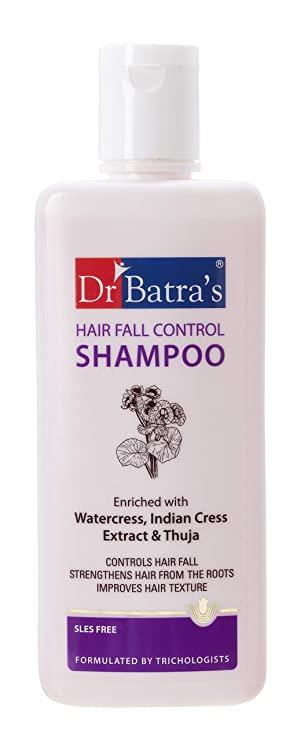 Dr Batra's®
HAIR FALL CONTROL
SHAMPOO
Enriched with
Watercress, Indian Cress
Extract & Thuja
CONTROLS HAIR FALL
STRENGTHENS HAIR FROM THE ROOTS
IMPROVES HAIR TEXTURE
SLES FREE
FORMULATED BY TRICHOLOGISTS